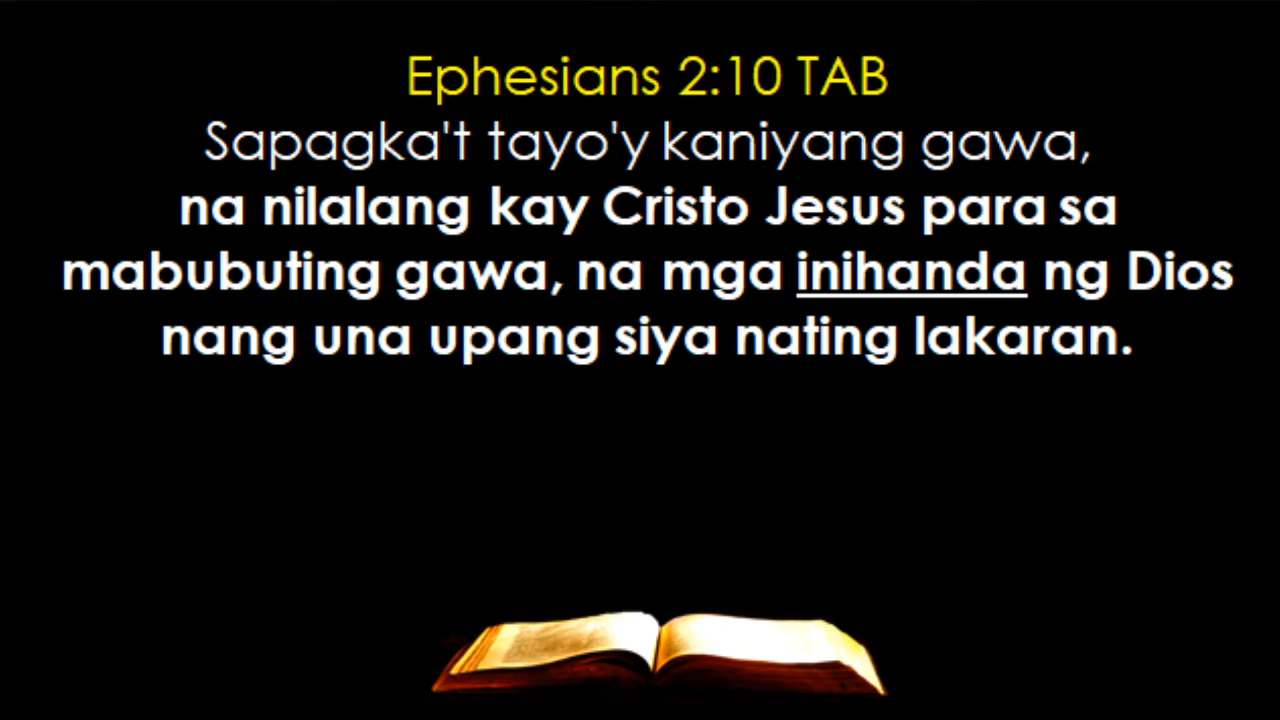 Ephesians 2:10 TAB
Sapagka't tayo'y kaniyang gawa,
na nilalang kay Cristo Jesus para sa
mabubuting gawa, na mga inihanda ng Dios
nang una upang siya nating lakaran.